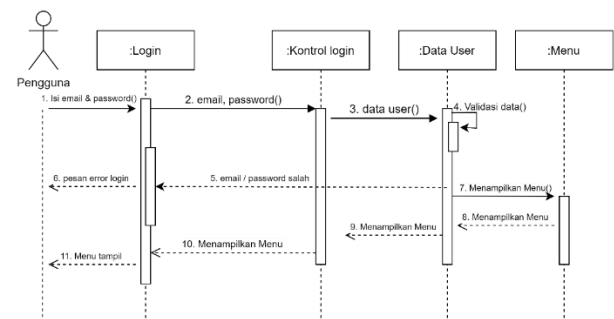 :Login
:Kontrol login
:Data User
:Menu
Pengguna
1. Isi email & password()
2. email, password()
3. data user()
4. Validasi data()
5. email / password salah
6. pesan error login
7. Menampilkan Menu()
8. Menampilkan Menu
9. Menampilkan Menu
10. Menampilkan Menu
11. Menu tampil